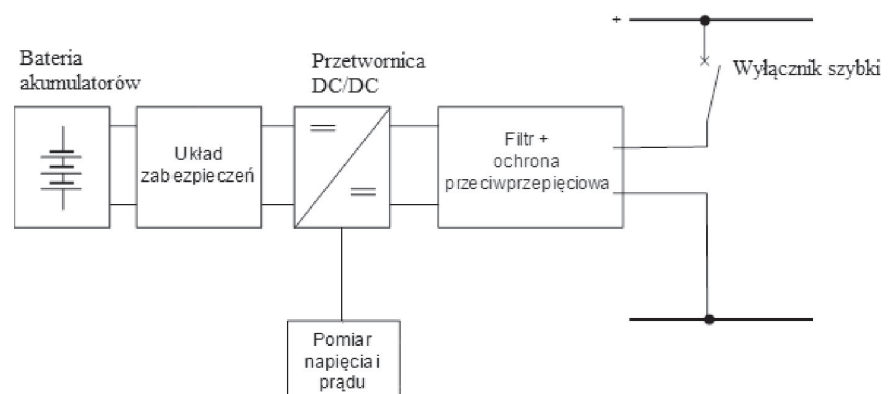 +
Bateria
akumulatorów
Przetwornica
DC/DC
Wyłącznik szybki
Układ
zabezpieczeń
Filtr +
ochrona
przeciwprzepięciowa
Pomiar
napięcia i
prądu